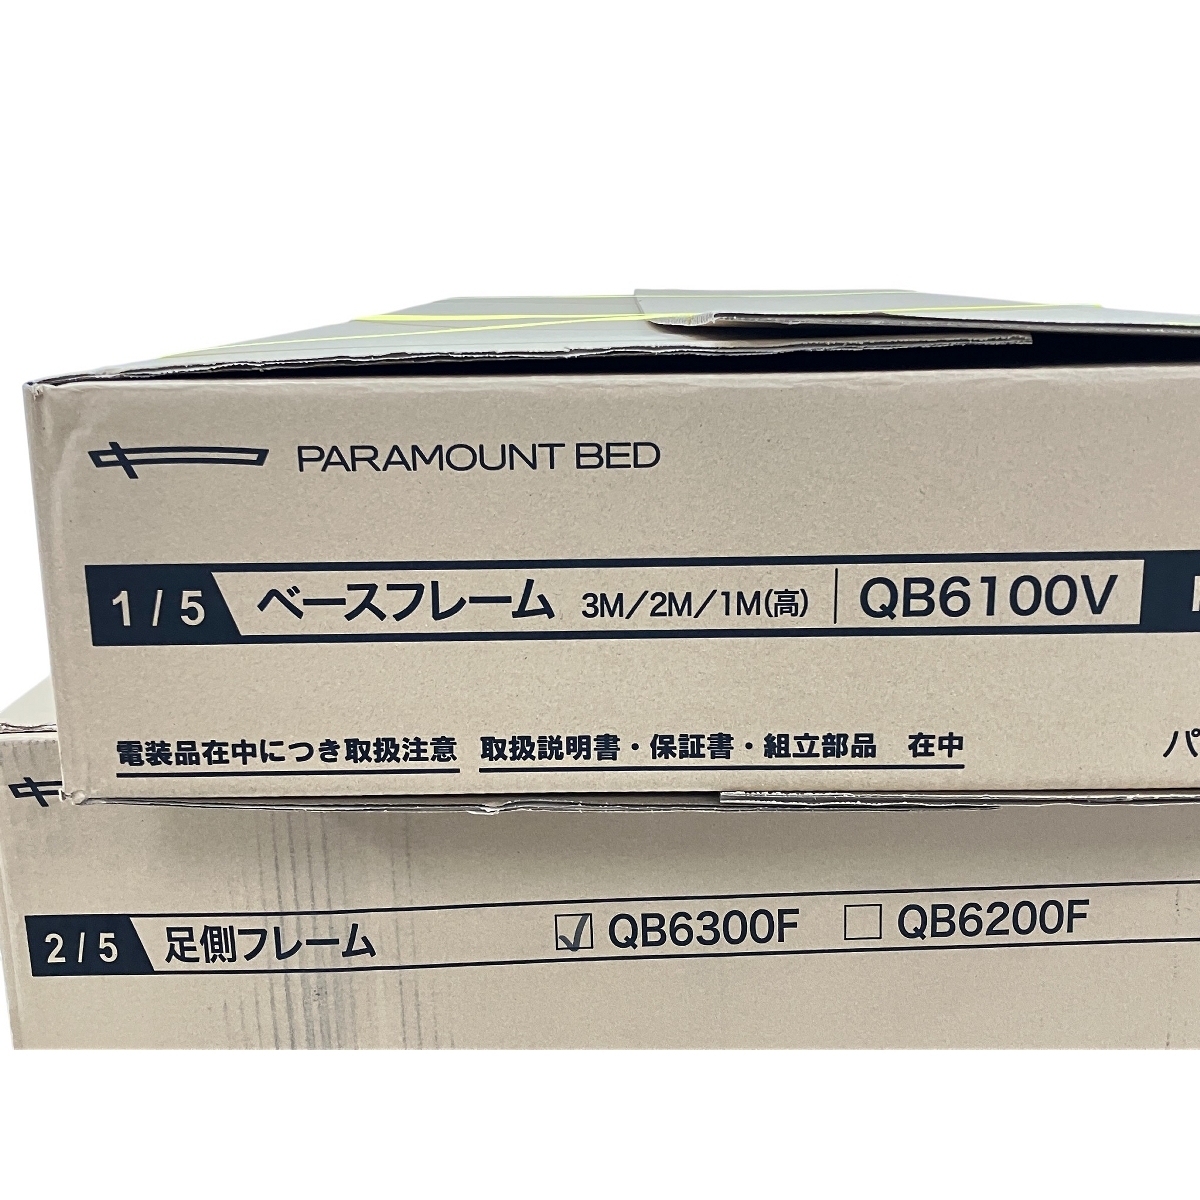 PARAMOUNT BED
1/5 ベースフレーム 3M/2M/1M(高) QB6100V
電装品在中につき取扱注意 取扱説明書・保証書・組立部品 在中
パ
2/5 足側フレーム ☑QB6300F ☐QB6200F